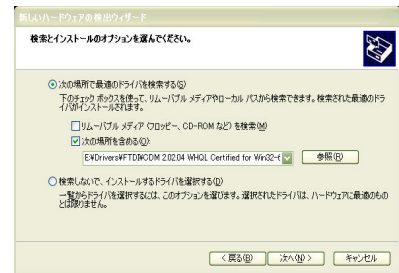 新しいハードウェアの検出ウィザード
検索とインストールのオプションを選んでください。
次の場所で最適のドライバを検索する(S)
下のチェック ボックスを使って、リムーバブル メディアやローカル パスから検索できます。検索された最適のドラ
イバがインストールされます。
リムーバブル メディア (フロッピー、CD-ROM など) を検索(M)
次の場所を含める(O):
E:¥Drivers¥FTDI¥CDM 2.02.04 WHQL Certified for Win32-
参照(R)
検索しないで、インストールするドライバを選択する(D)
一覧からドライバを選択するには、このオプションを選びます。選択されたドライバは、ハードウェアに最適のもの
とは限りません。
< 戻る(B)
次へ(N) >
キャンセル